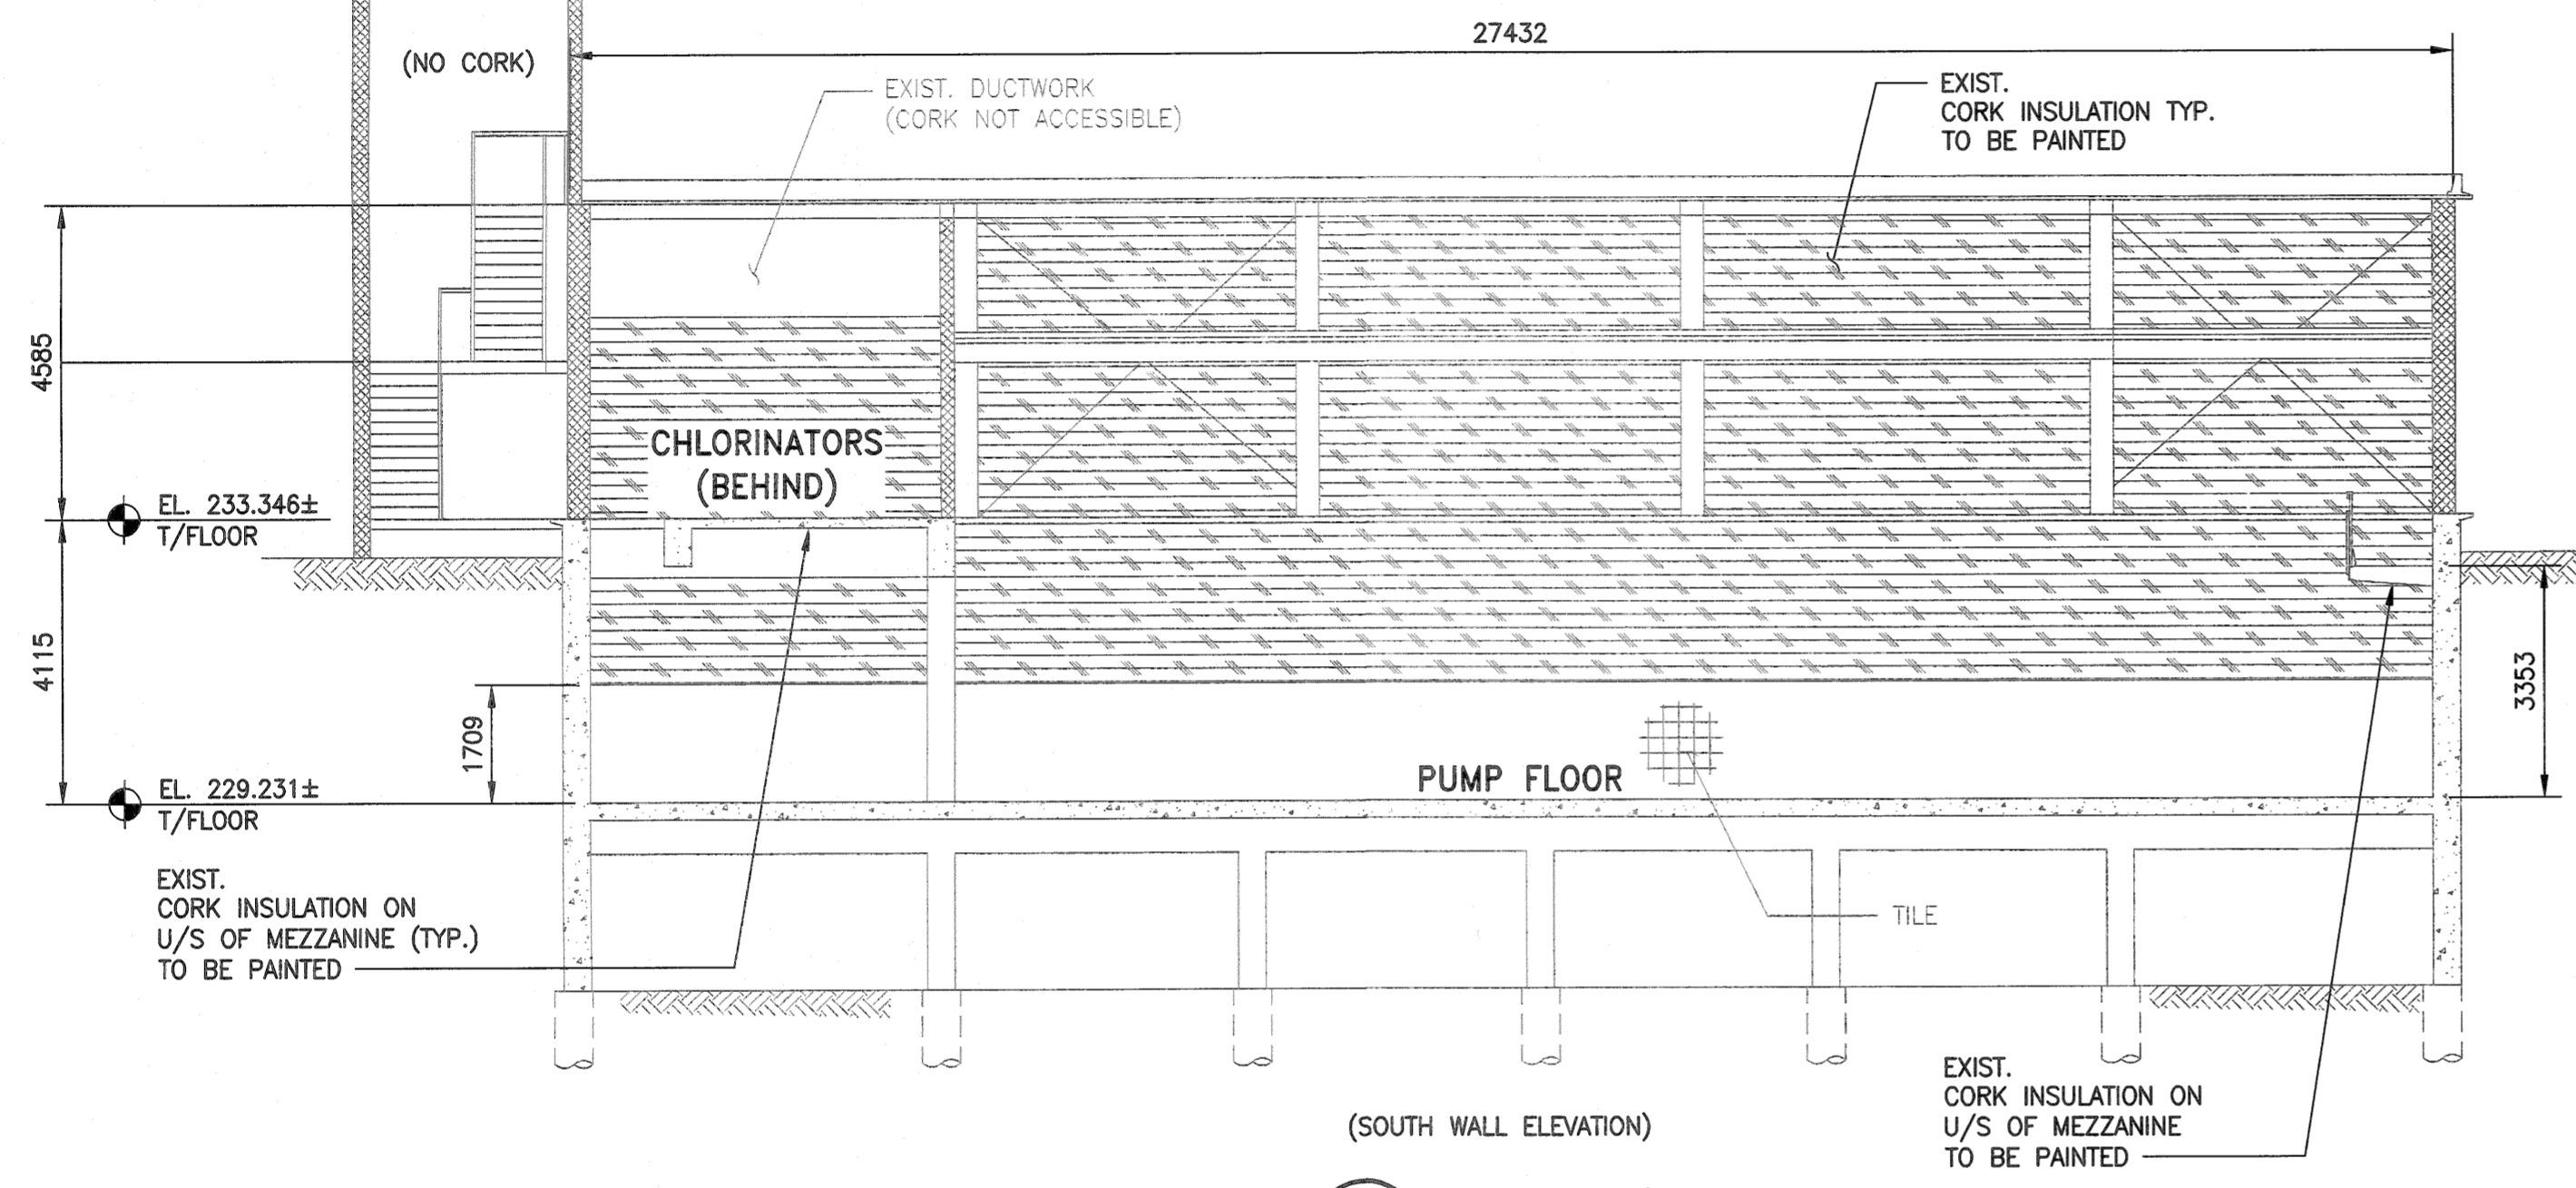 27432
(NO CORK)
EXIST. DUCTWORK
(CORK NOT ACCESSIBLE)
EXIST.
CORK INSULATION TYP.
TO BE PAINTED
4585
CHLORINATORS
(BEHIND)
EL. 233.346±
T/FLOOR
4115
1709
3353
PUMP FLOOR
EL. 229.231±
T/FLOOR
EXIST.
CORK INSULATION ON
U/S OF MEZZANINE (TYP.)
TO BE PAINTED
TILE
EXIST.
CORK INSULATION ON
U/S OF MEZZANINE
TO BE PAINTED
(SOUTH WALL ELEVATION)